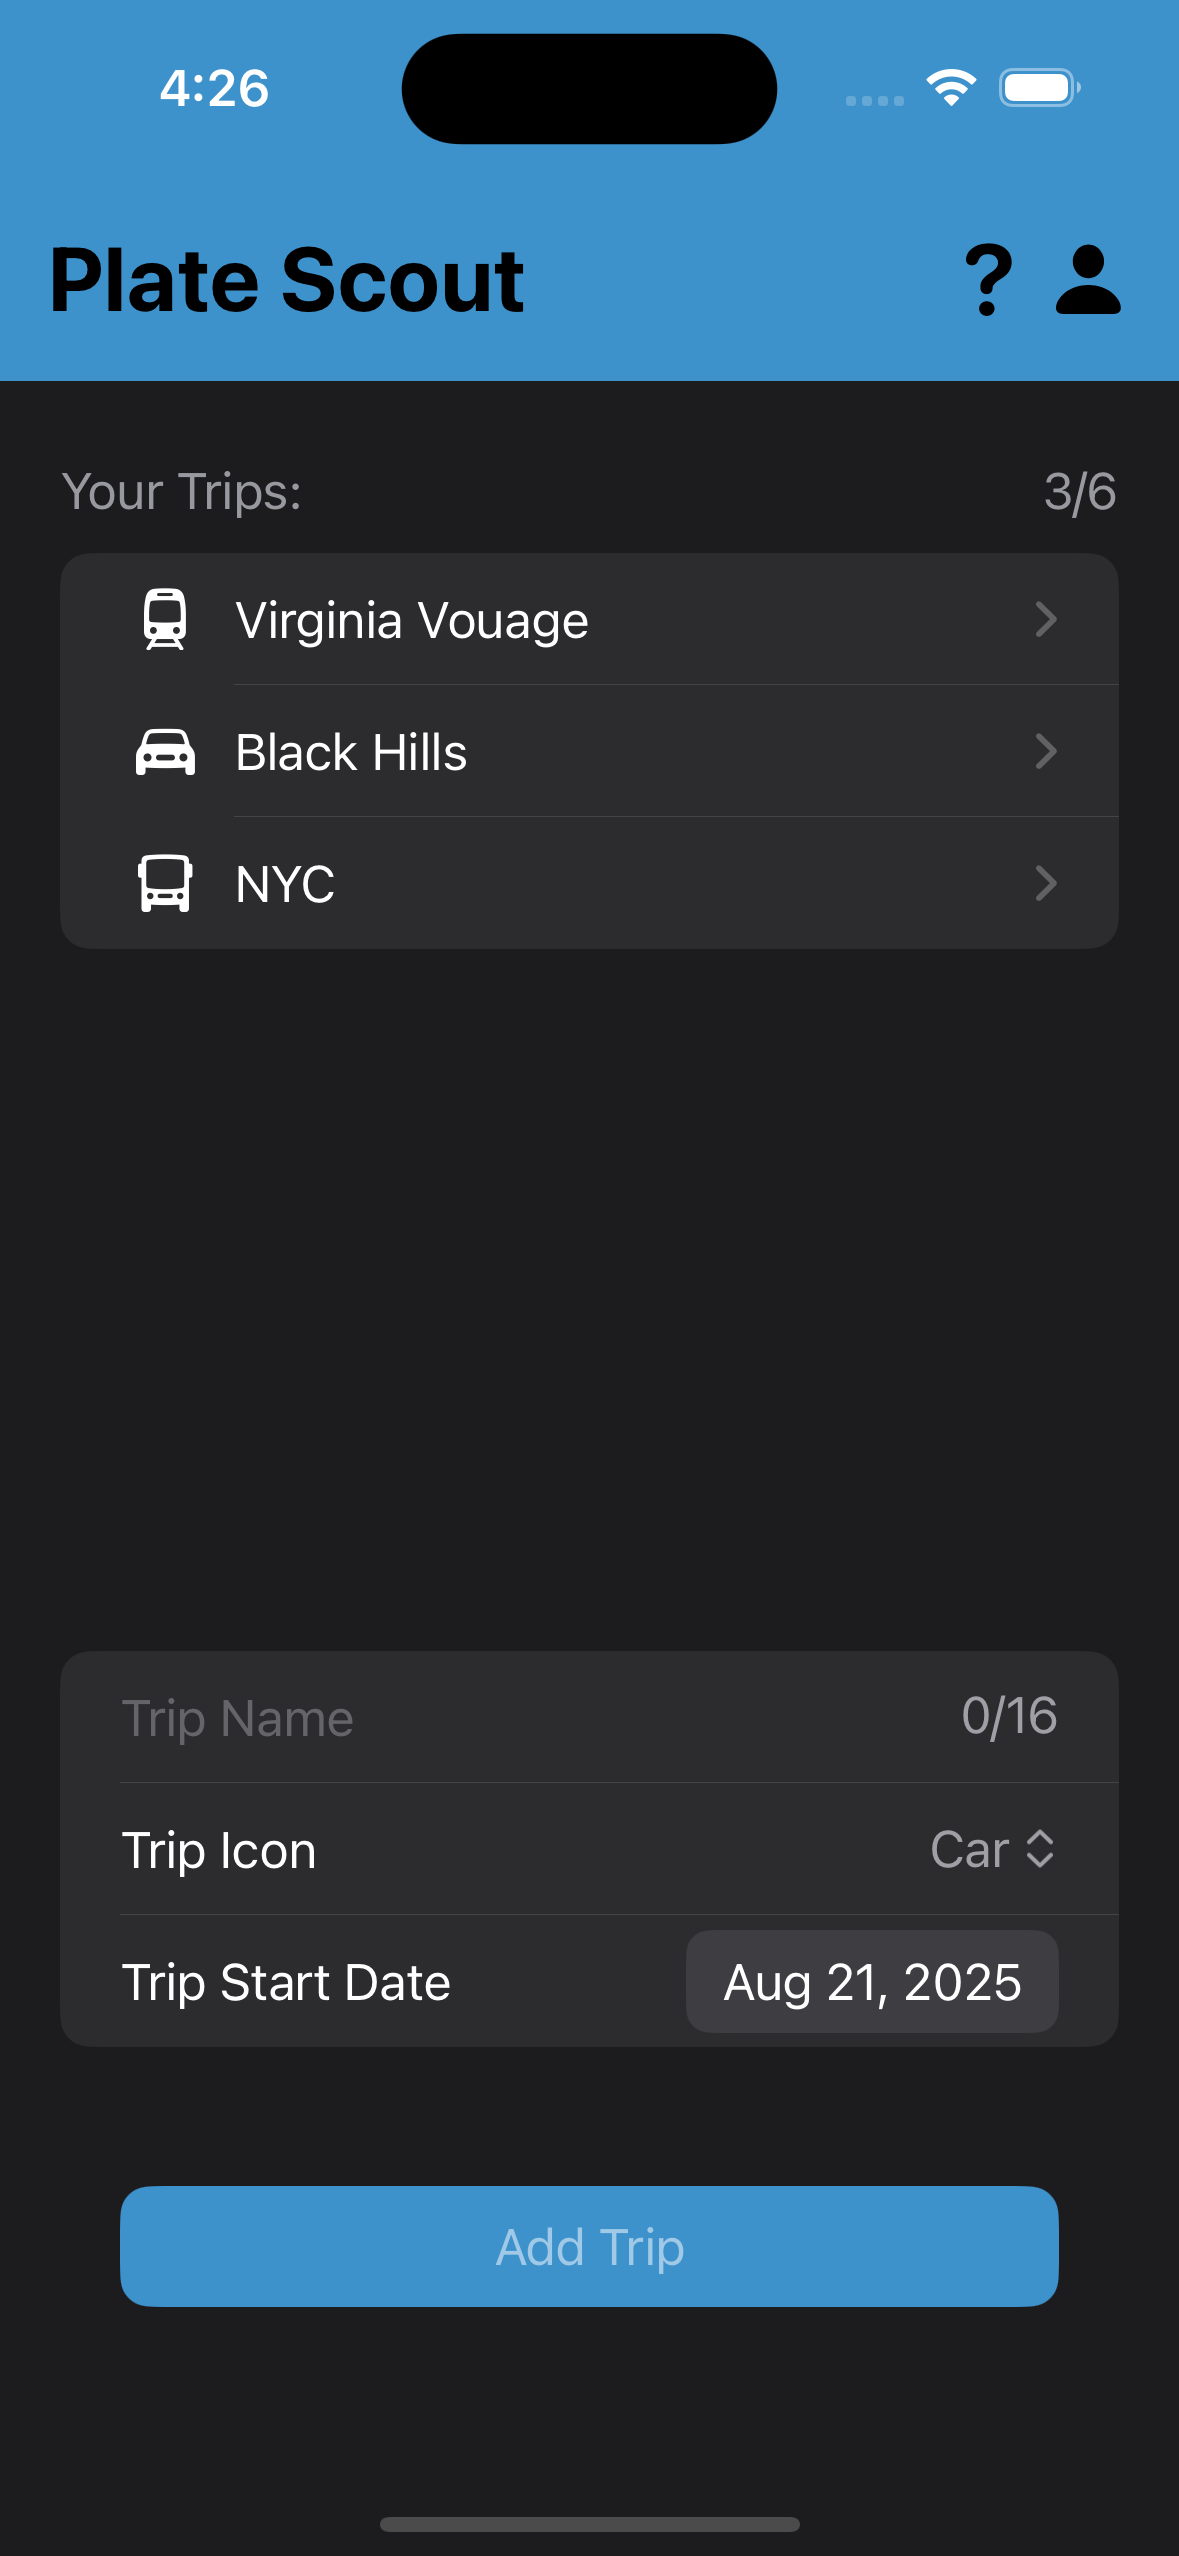 4:26
Plate Scout ?
Your Trips: 3/6
Virginia Vouage
Black Hills
NYC
Trip Name 0/16
Trip Icon Car
Trip Start Date Aug 21, 2025
Add Trip